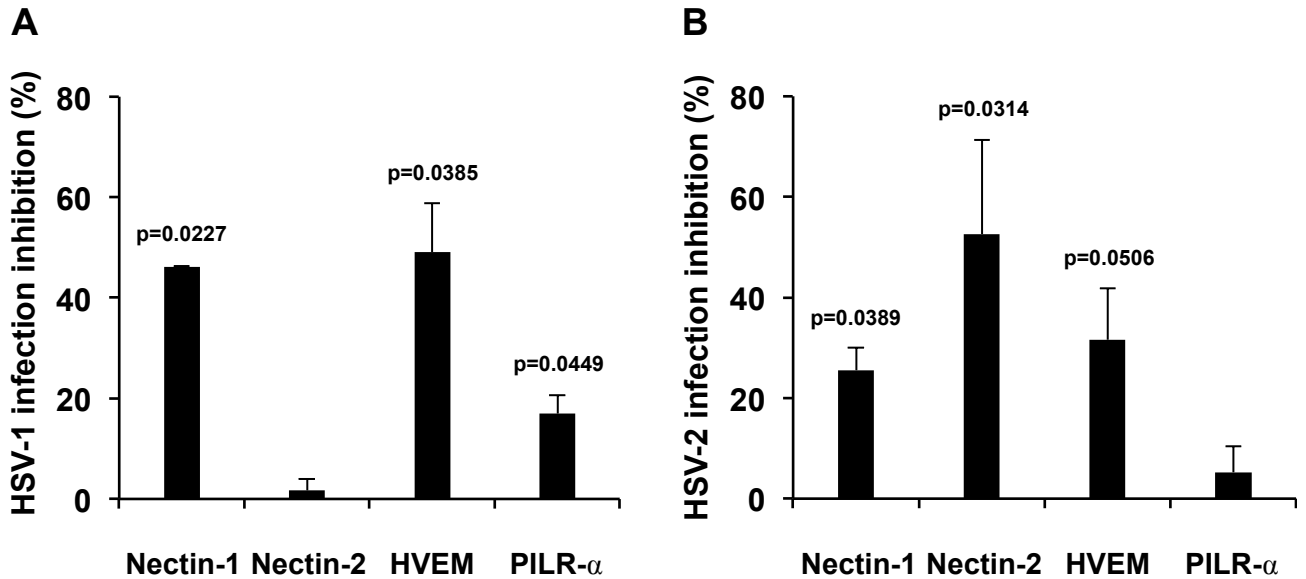 A
HSV-1 infection inhibition (%)
80
60
40
20
0
p=0.0227
p=0.0385
p=0.0449
Nectin-1 Nectin-2 HVEM PILR-α
B
HSV-2 infection inhibition (%)
80
60
40
20
0
p=0.0389
p=0.0314
p=0.0506
Nectin-1 Nectin-2 HVEM PILR-α